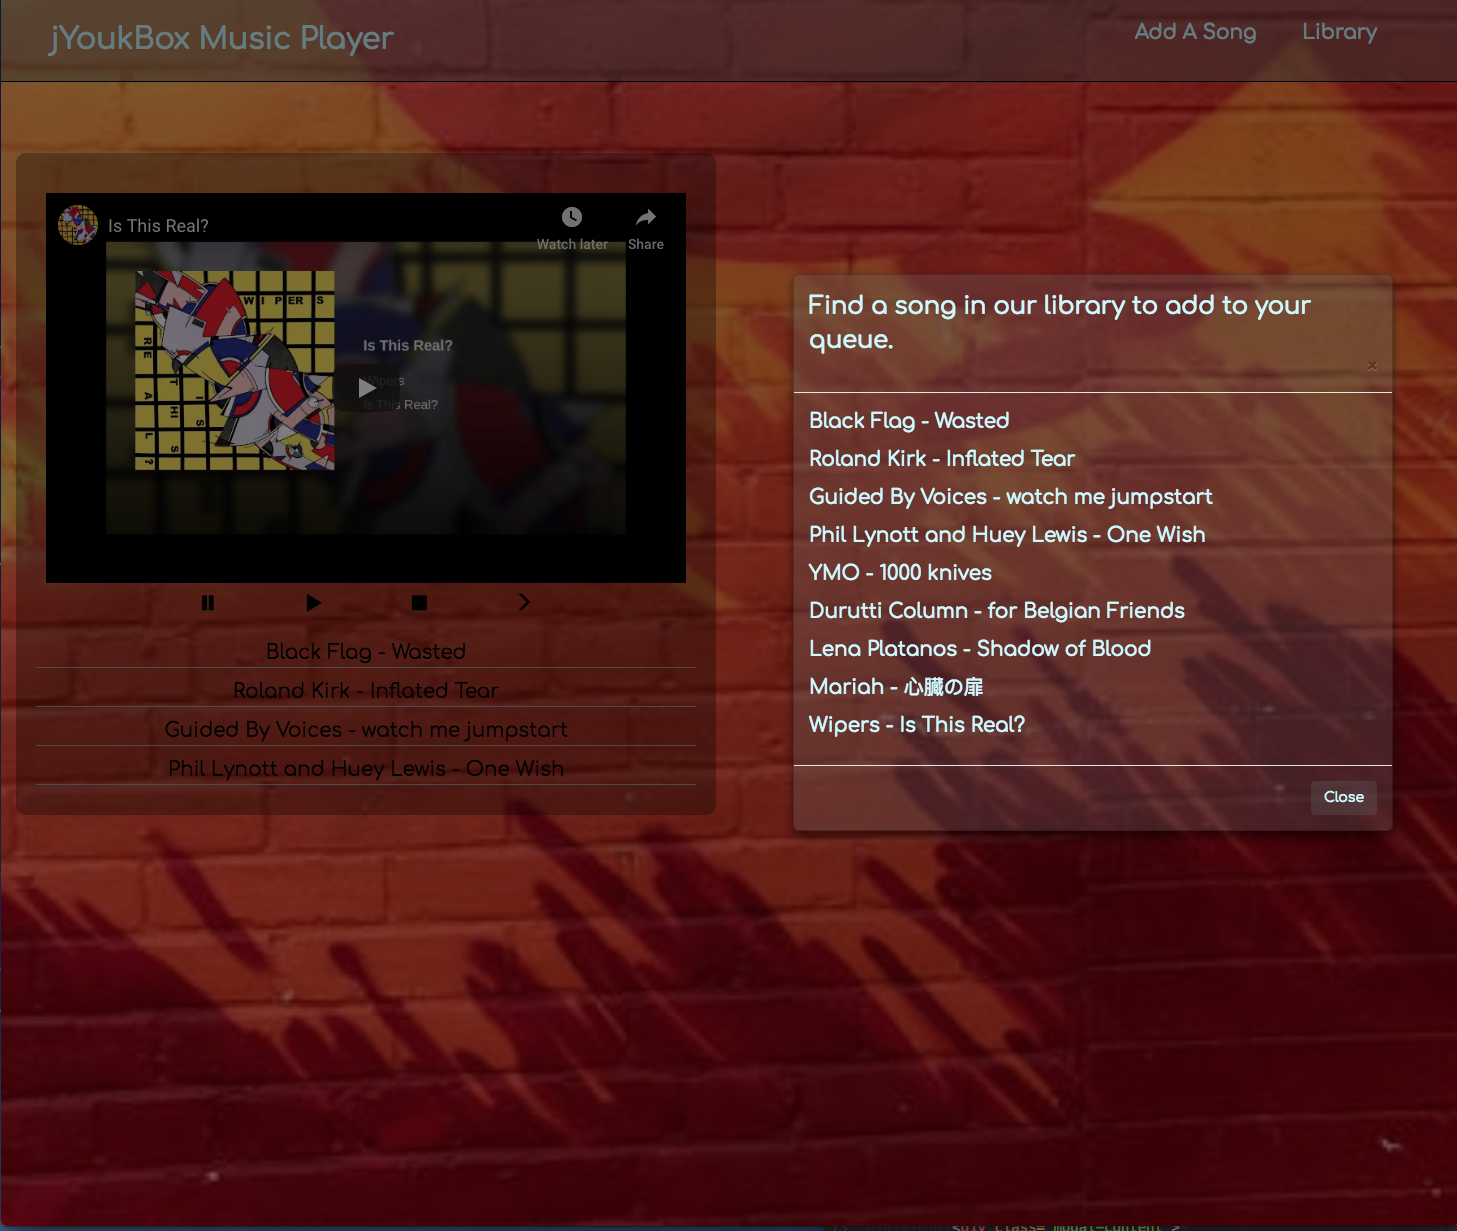 jYoukBox Music Player
Add A Song
Library
Is This Real?
Watch later
Share
WIPERS
IS THIS REAL?
Is This Real?
Wipers
Is This Real?
Black Flag - Wasted
Roland Kirk - Inflated Tear
Guided By Voices - watch me jumpstart
Phil Lynott and Huey Lewis - One Wish
Find a song in our library to add to your
queue.
×
Black Flag - Wasted
Roland Kirk - Inflated Tear
Guided By Voices - watch me jumpstart
Phil Lynott and Huey Lewis - One Wish
YMO - 1000 knives
Durutti Column - for Belgian Friends
Lena Platanos - Shadow of Blood
Mariah - 心臓の扉
Wipers - Is This Real?
Close
<div class="modal-content">